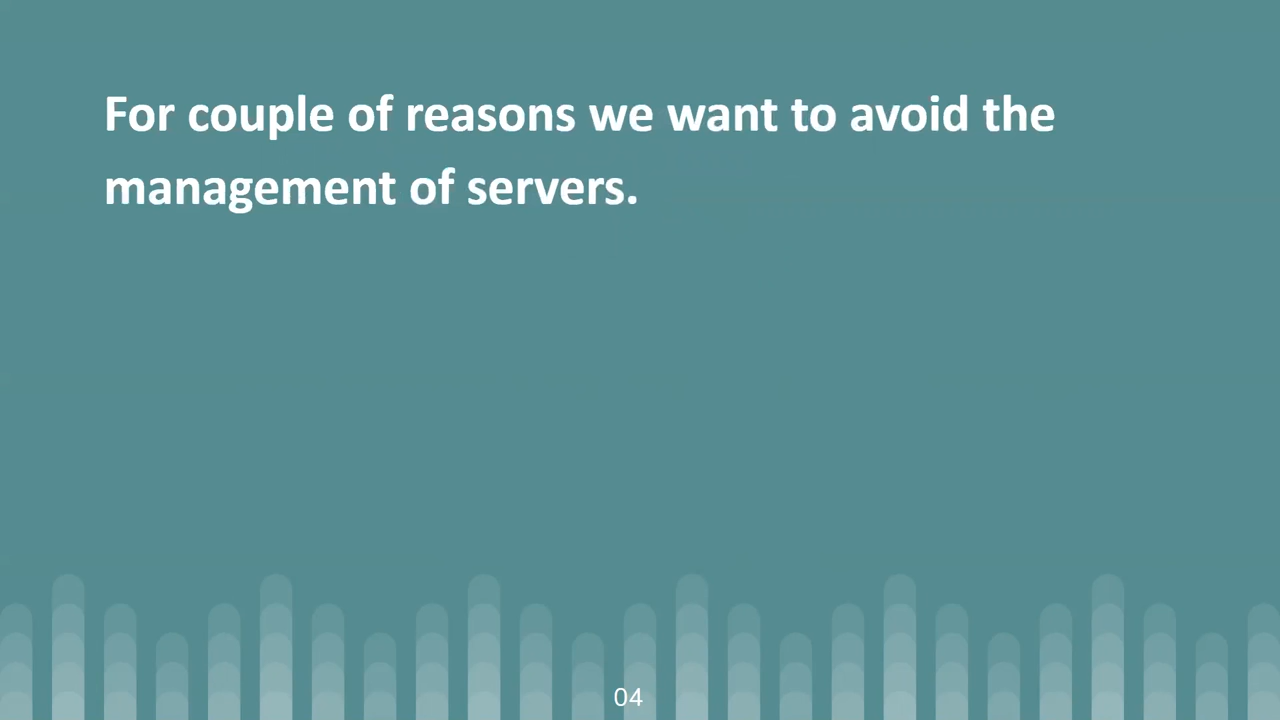 For couple of reasons we want to avoid the
management of servers.
04